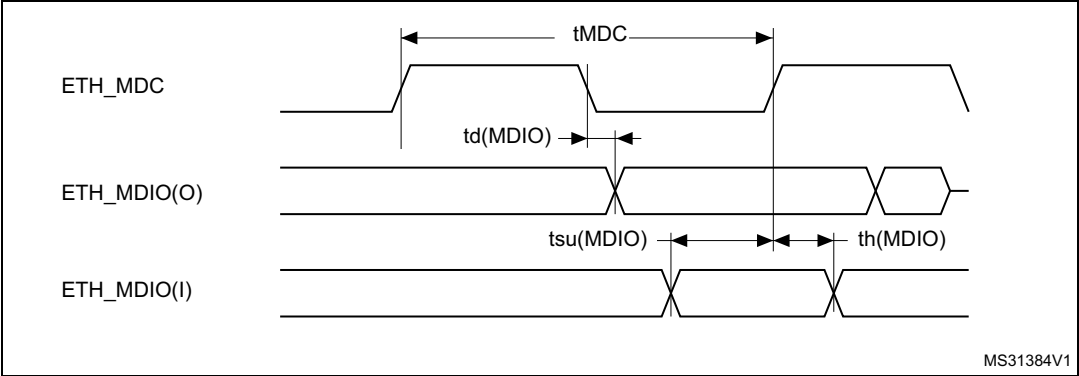 tMDC
ETH_MDC
td(MDIO)
ETH_MDIO(O)
tsu(MDIO)
th(MDIO)
ETH_MDIO(I)
MS31384V1